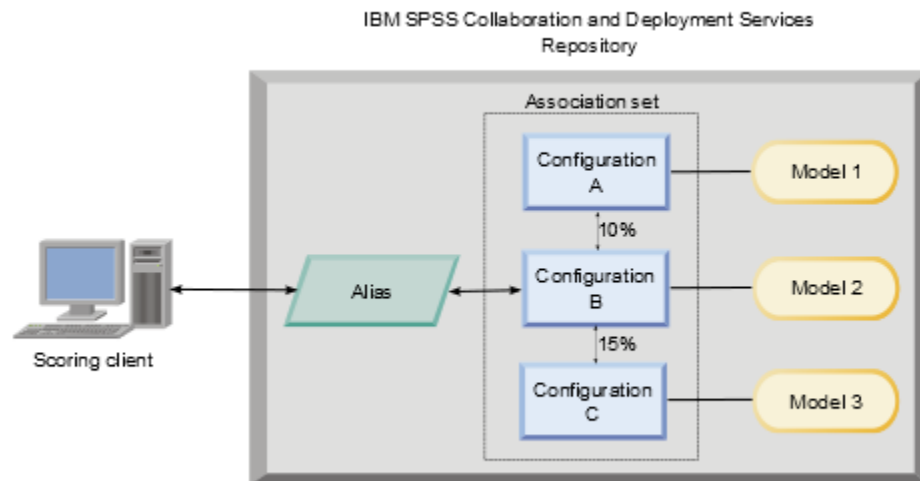 IBM SPSS Collaboration and Deployment Services
Repository
Association set
Configuration
A
Model 1
10%
Scoring client
Alias
Configuration
B
Model 2
15%
Configuration
C
Model 3